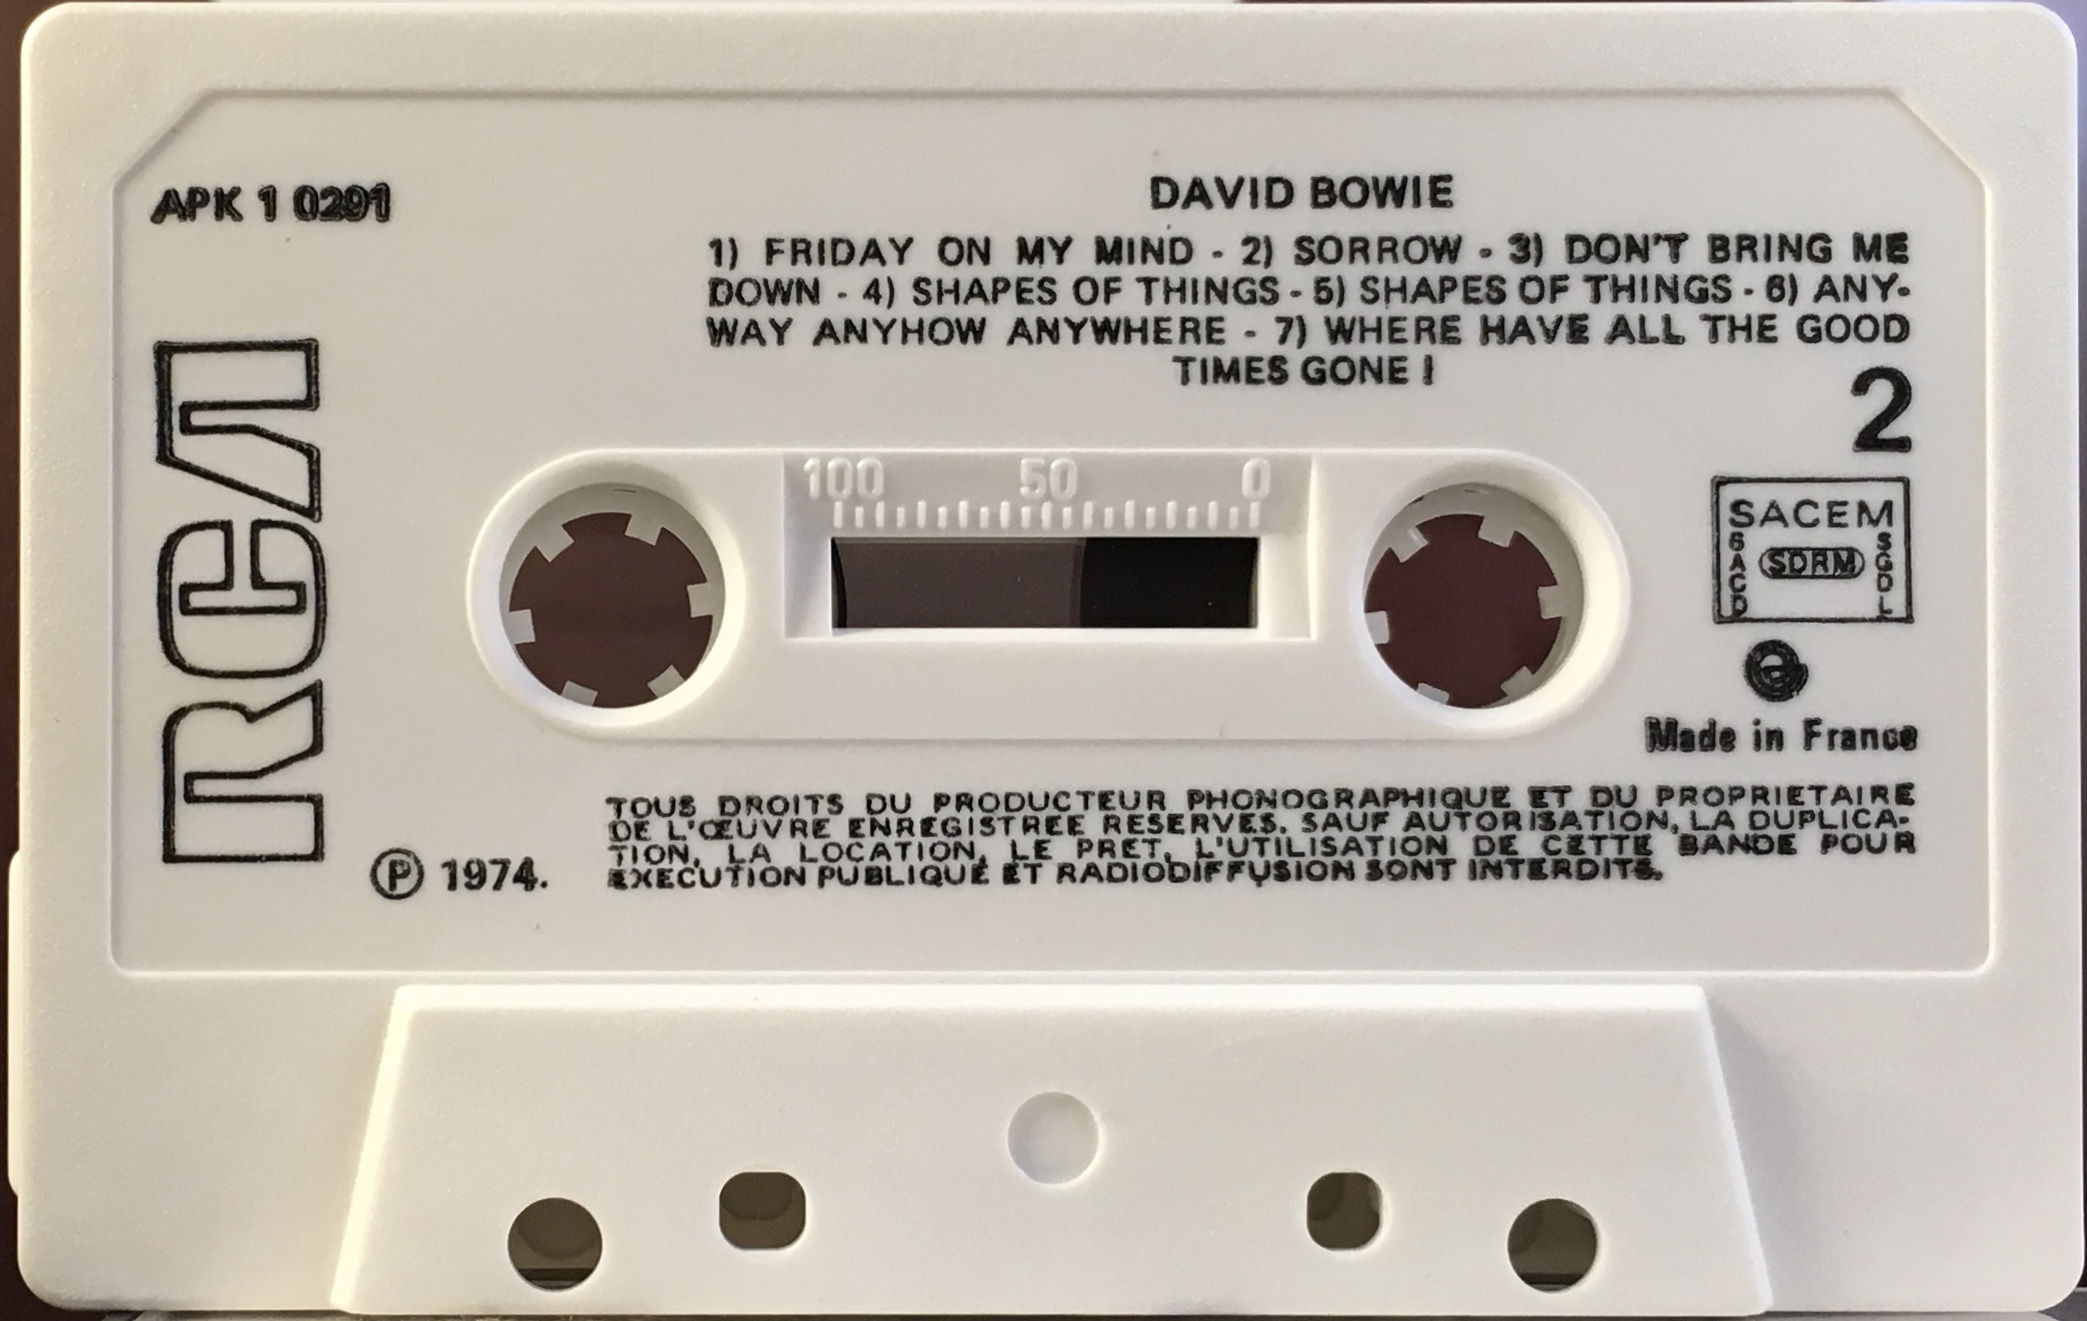 APK 1 0291
DAVID BOWIE
1) FRIDAY ON MY MIND - 2) SORROW - 3) DON'T BRING ME
DOWN - 4) SHAPES OF THINGS - 5) SHAPES OF THINGS - 6) ANY-
WAY ANYHOW ANYWHERE - 7) WHERE HAVE ALL THE GOOD
TIMES GONE !
2
RCA
100 50 0
SACEM
SACD
SDRM
SGDL
Made in France
TOUS DROITS DU PRODUCTEUR PHONOGRAPHIQUE ET DU PROPRIETAIRE
DE L'ŒUVRE ENREGISTREE RESERVES. SAUF AUTORISATION, LA DUPLICA-
TION, LA LOCATION, LE PRET, L'UTILISATION DE CETTE BANDE POUR
EXECUTION PUBLIQUE ET RADIODIFFUSION SONT INTERDITS.
Ⓟ 1974.